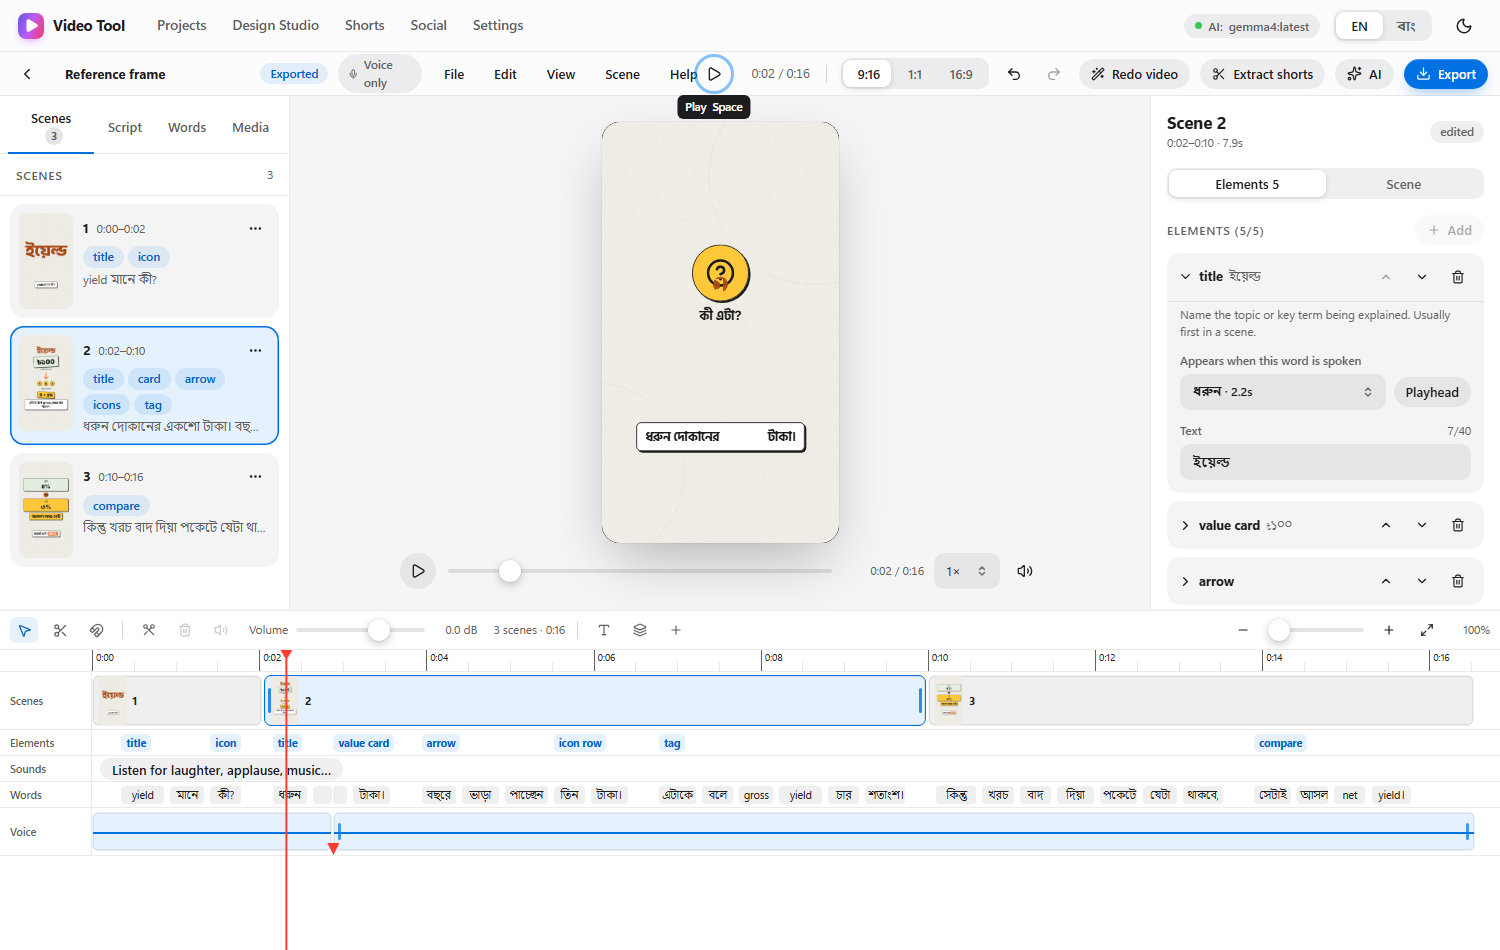 Video Tool
Projects
Design Studio
Shorts
Social
Settings
AI: gemma4:latest
EN
বাং
Reference frame
Exported
Voice only
File
Edit
View
Scene
Help
0:02 / 0:16
9:16
1:1
16:9
Redo video
Extract shorts
AI
Export
Play Space
Scenes
3
Script
Words
Media
SCENES
3
1 0:00–0:02
title
icon
yield মানে কী?
ইয়েল্ড
2 0:02–0:10
title
card
arrow
icons
tag
ধরুন দোকানের একশো টাকা। বছ...
ইয়েল্ড
৳১০০
3 0:10–0:16
compare
কিন্তু খরচ বাদ দিয়া পকেটে যেটা থা...
কী এটা?
ধরুন দোকানের টাকা।
0:02 / 0:16
1×
Scene 2
0:02–0:10 · 7.9s
edited
Elements 5
Scene
ELEMENTS (5/5)
+ Add
title ইয়েল্ড
Name the topic or key term being explained. Usually
first in a scene.
Appears when this word is spoken
ধরুন · 2.2s
Playhead
Text
7/40
ইয়েল্ড
value card ৳১০০
arrow
Volume
0.0 dB
3 scenes · 0:16
100%
0:00
0:02
0:04
0:06
0:08
0:10
0:12
0:14
0:16
Scenes
ইয়েল্ড
1
2
3
Elements
title
icon
title
value card
arrow
icon row
tag
compare
Sounds
Listen for laughter, applause, music...
Words
yield
মানে
কী?
ধরুন
টাকা।
বছরে
ভাড়া
পাচ্ছেন
তিন
টাকা।
এটাকে
বলে
gross
yield
চার
শতাংশ।
কিন্তু
খরচ
বাদ
দিয়া
পকেটে
যেটা
থাকবে,
সেটাই
আসল
net
yield।
Voice